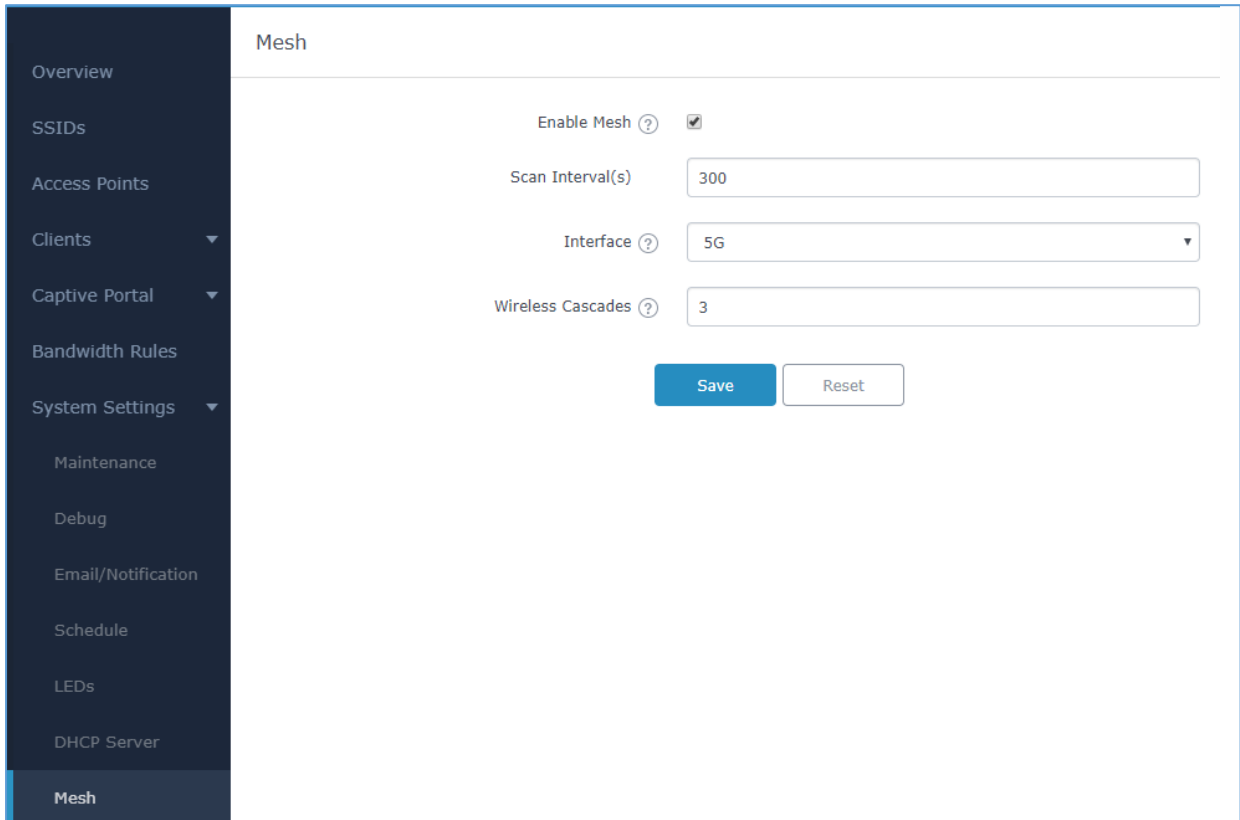 Overview
SSIDs
Access Points
Clients
Captive Portal
Bandwidth Rules
System Settings
Maintenance
Debug
Email/Notification
Schedule
LEDs
DHCP Server
Mesh
Mesh
Enable Mesh ?
Scan Interval(s) 300
Interface ? 5G
Wireless Cascades ? 3
Save Reset